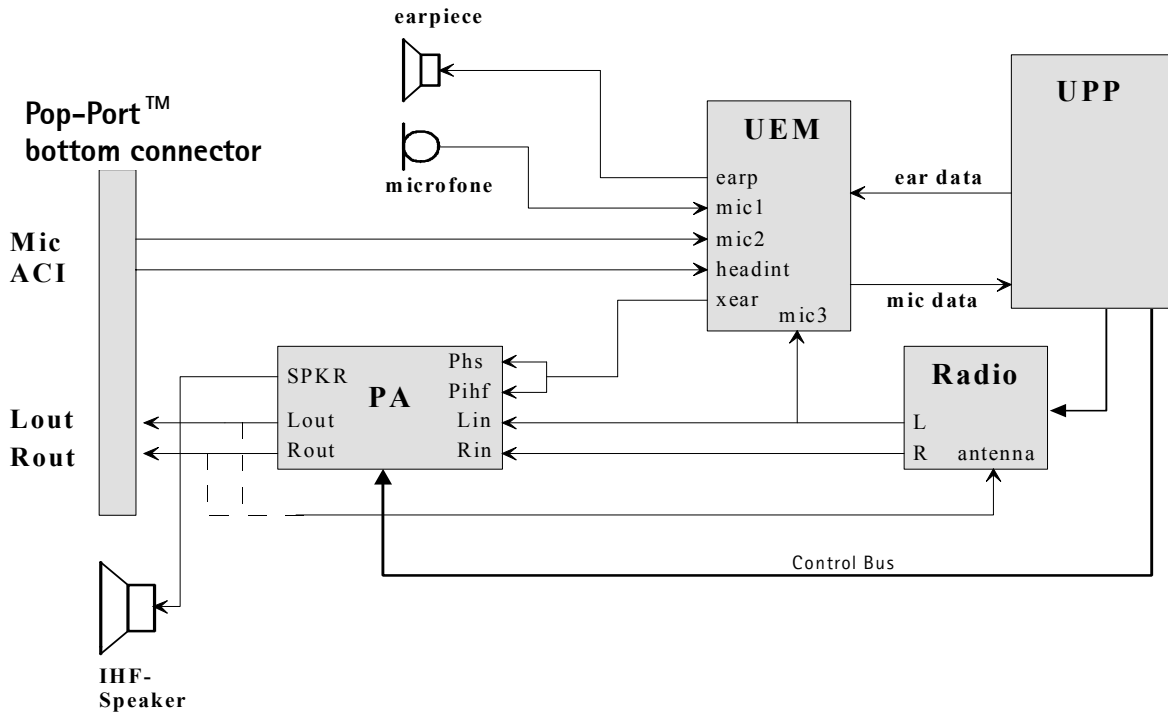 earpiece
Pop-Port™
bottom connector
microfone
UEM
UPP
earp
mic1
mic2
headint
xear
mic3
ear data
mic data
Mic
ACI
SPKR
PA
Phs
Pihf
Lout
Lin
Rout
Rin
Radio
L
R
antenna
Lout
Rout
Control Bus
IHF-
Speaker